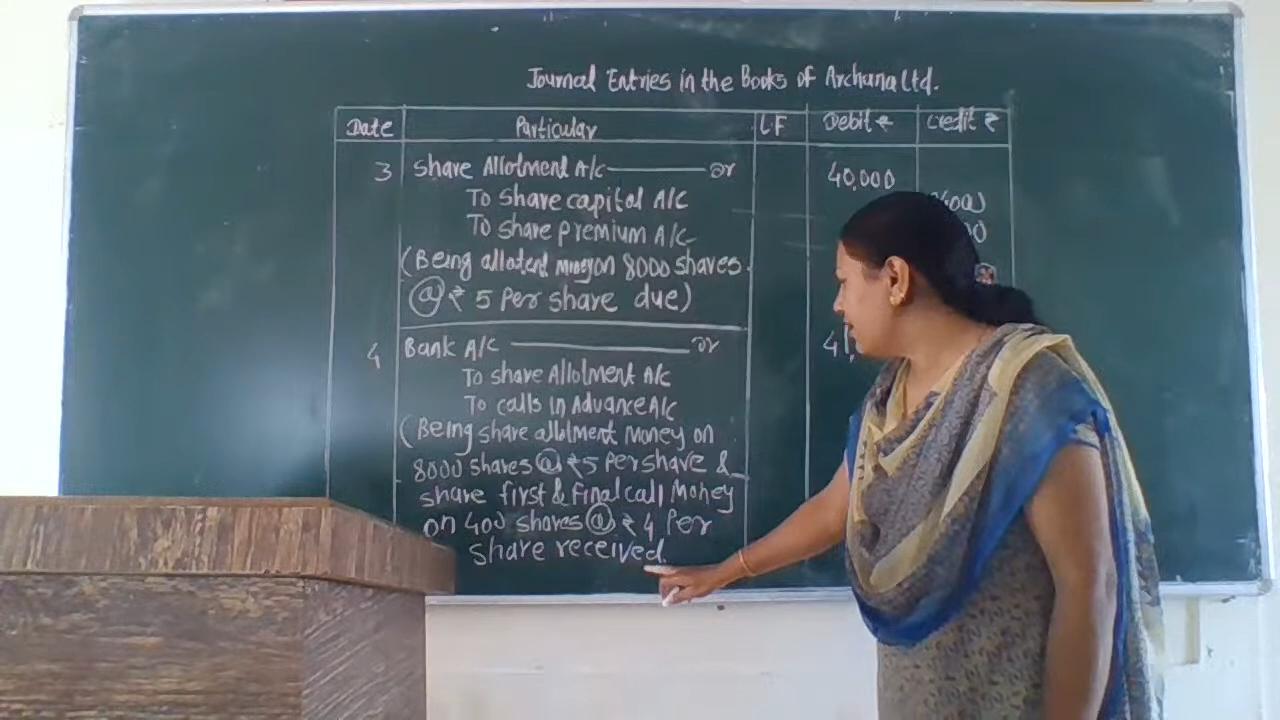 Journal Entries in the Books of Archana Ltd.
Date Particular L.F Debit ₹ Credit ₹
3 Share Allotment A/c Dr 40,000
To Share capital A/c
To Share Premium A/c
(Being allotent Money on 8000 shares
@ ₹ 5 Per share due)
4 Bank A/c Dr 41,
To share Allotment A/c
To calls in Advance A/c
(Being share allotment Money on
8000 shares @ ₹5 Per share &
share first & Final call Money
on 400 shares @ ₹ 4 Per
share received.